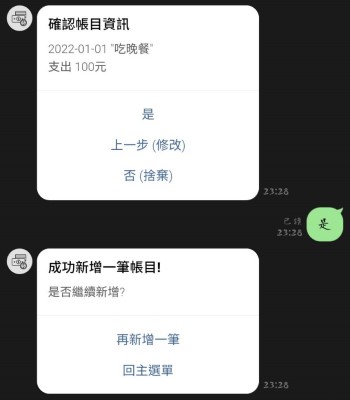 確認帳目資訊
2022-01-01 "吃晚餐"
支出 100元
是
上一步 (修改)
否 (捨棄)
23:28
已讀
23:28
是
成功新增一筆帳目!
是否繼續新增?
再新增一筆
回主選單
23:28